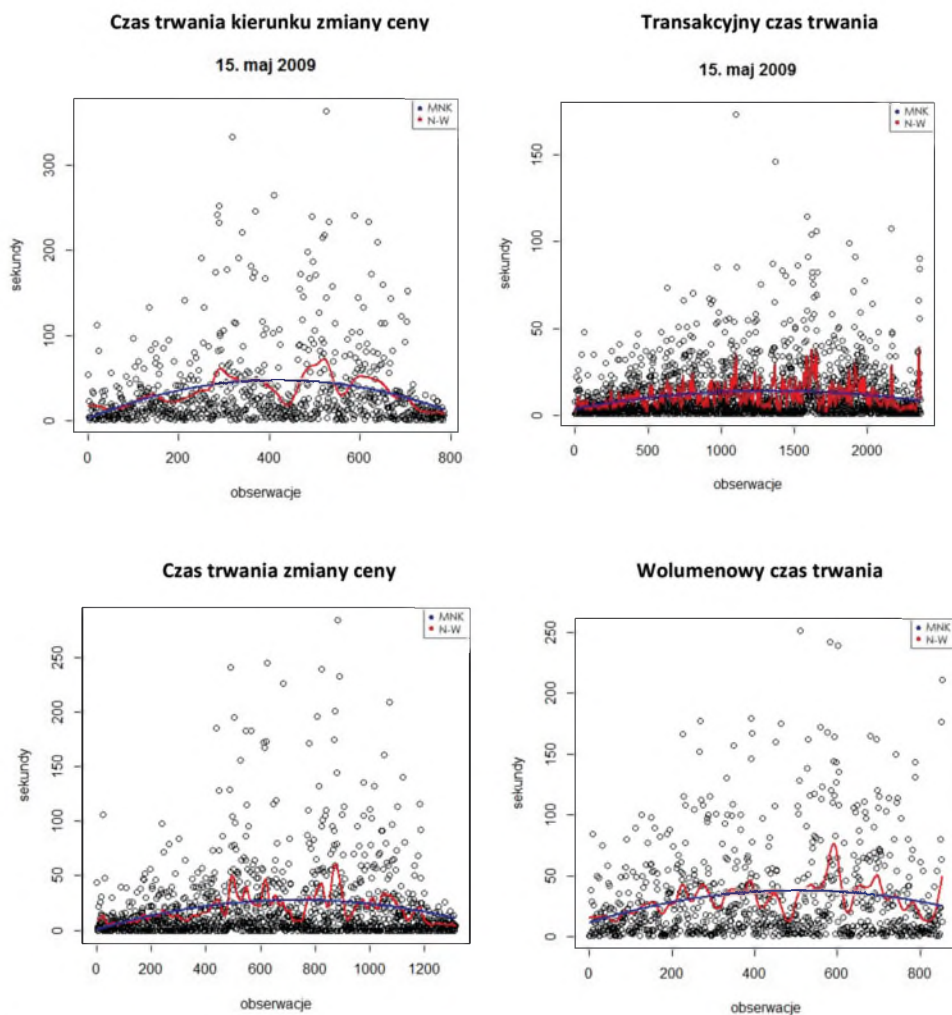 Czas trwania kierunku zmiany ceny
15. maj 2009
MNK
N-W
sekundy
0
100
200
300
0
200
400
600
800
obserwacje
Transakcyjny czas trwania
15. maj 2009
MNK
N-W
sekundy
0
50
100
150
0
500
1000
1500
2000
obserwacje
Czas trwania zmiany ceny
MNK
N-W
sekundy
0
50
100
150
200
250
0
200
400
600
800
1000
1200
obserwacje
Wolumenowy czas trwania
MNK
N-W
sekundy
0
50
100
150
200
250
0
200
400
600
800
obserwacje